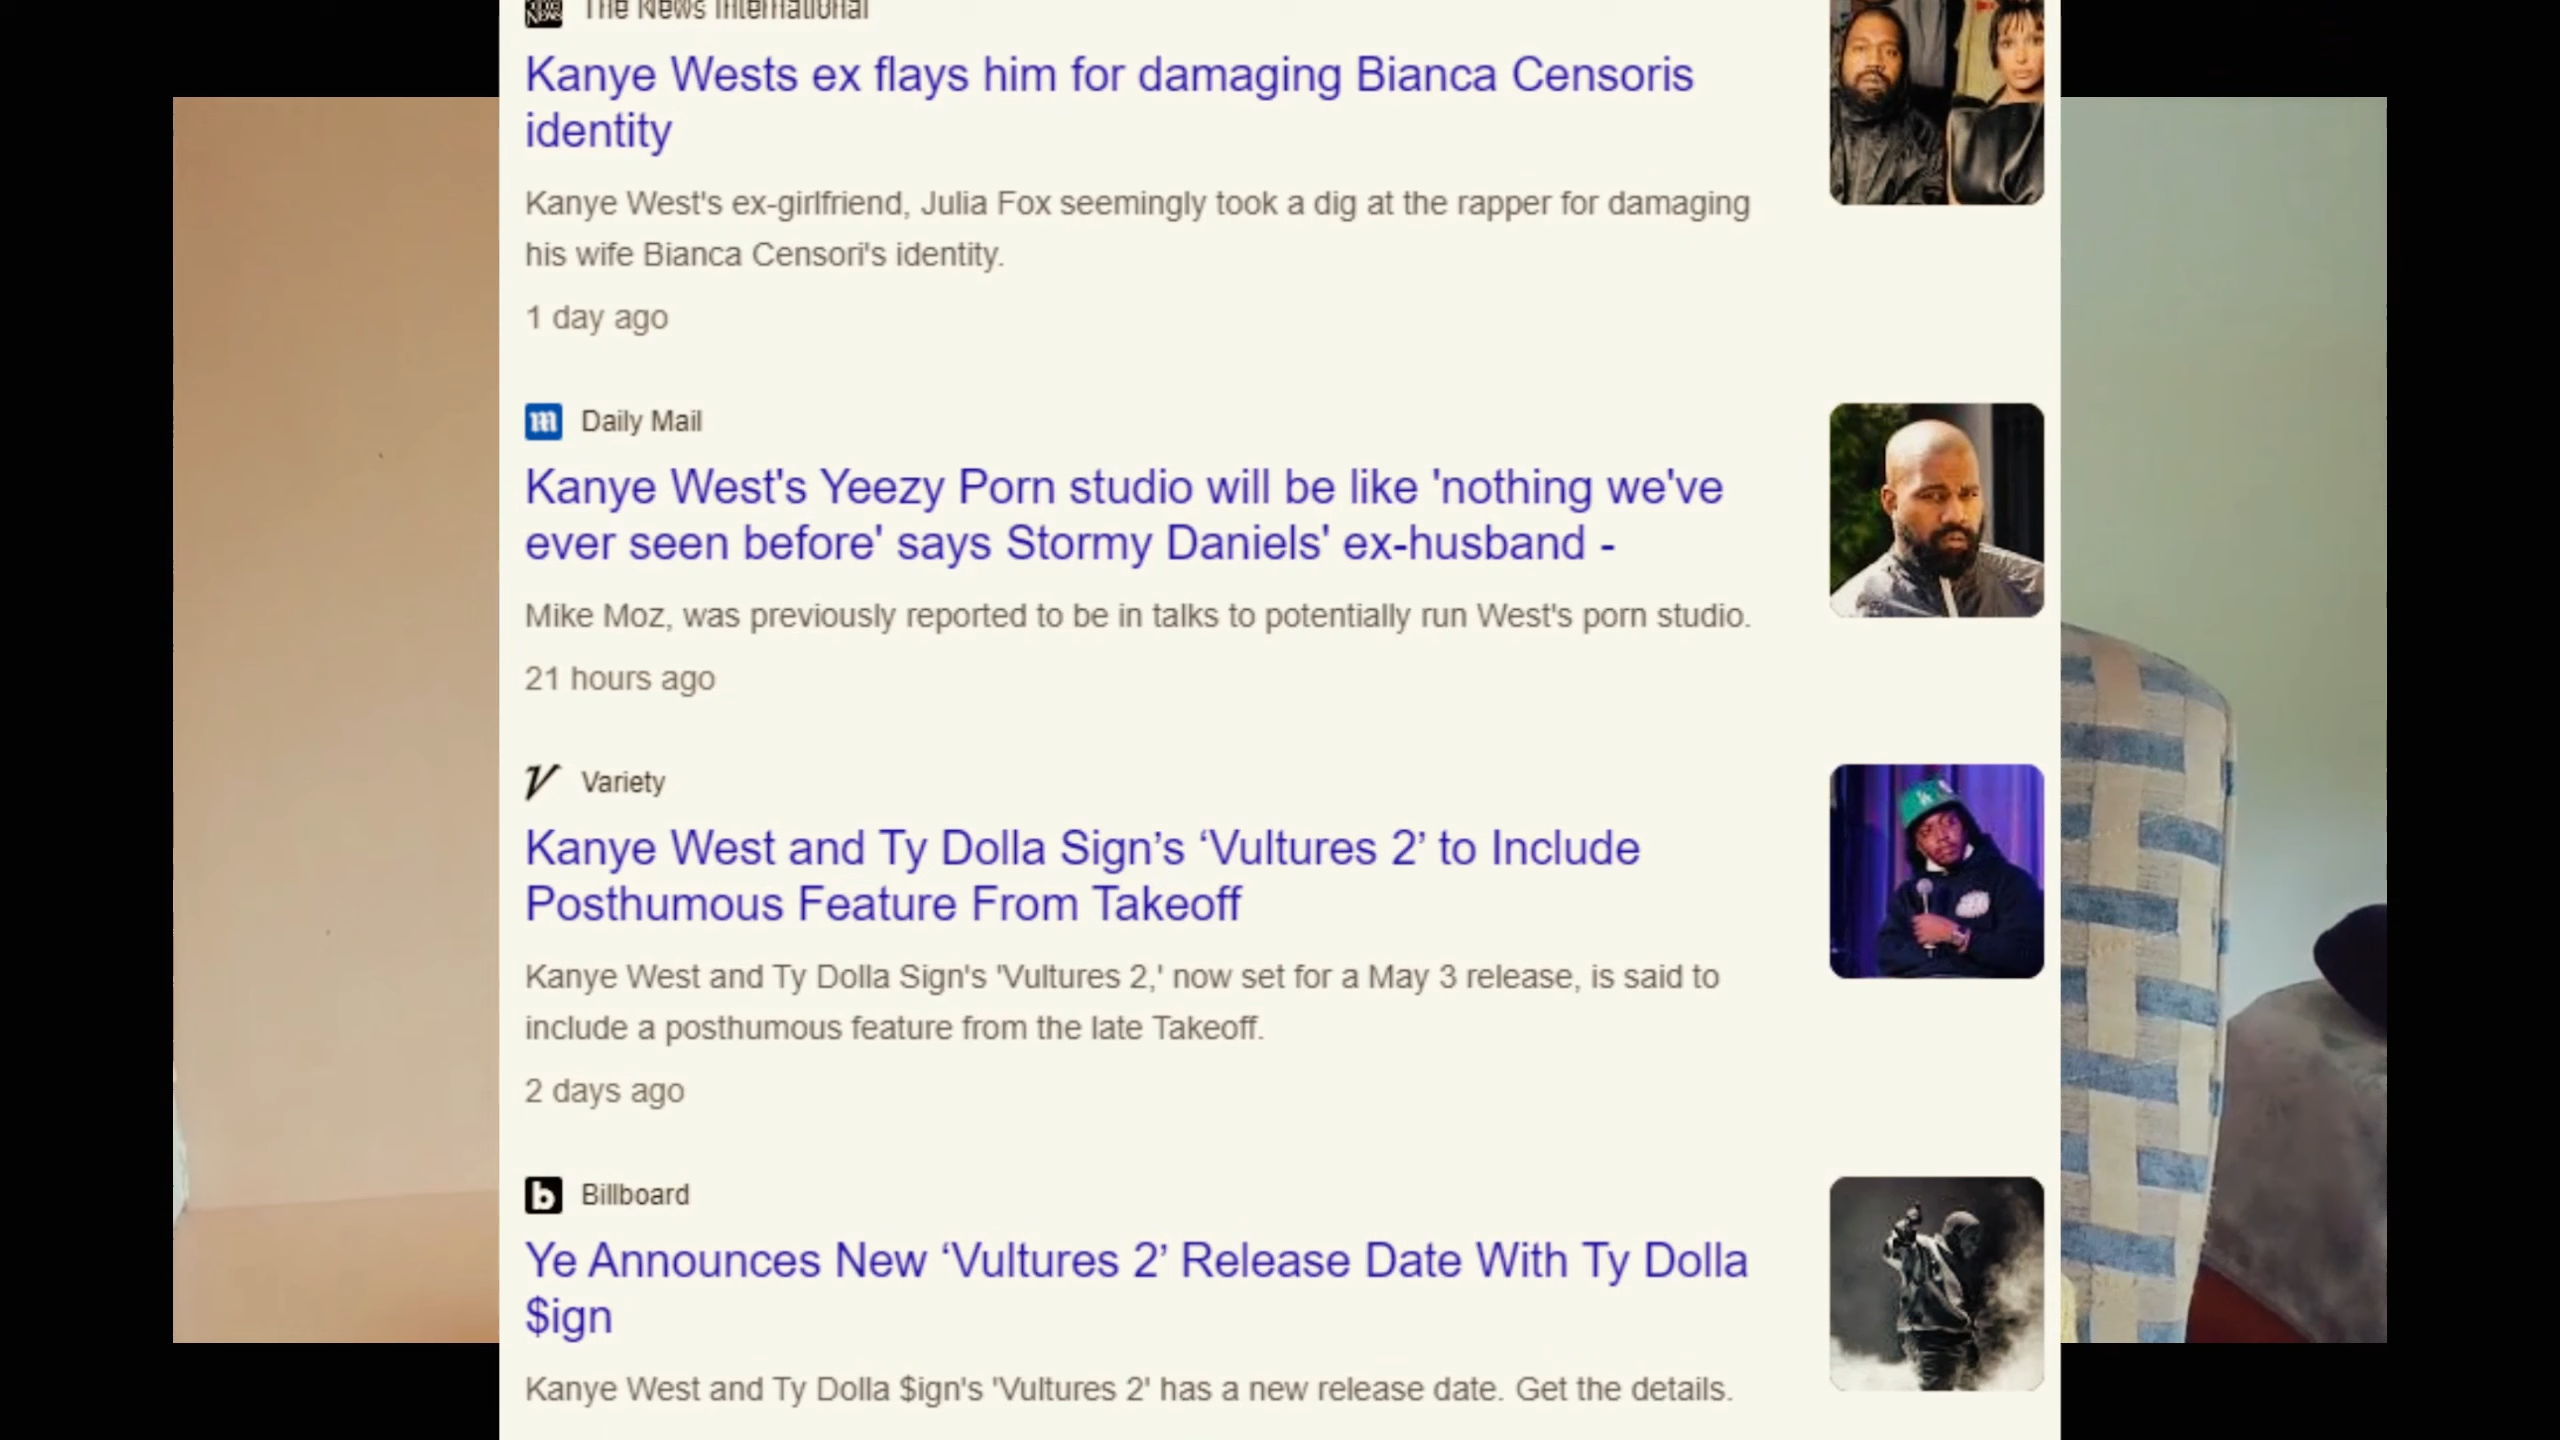 The News International
Kanye Wests ex flays him for damaging Bianca Censoris
identity
Kanye West's ex-girlfriend, Julia Fox seemingly took a dig at the rapper for damaging
his wife Bianca Censori's identity.
1 day ago
m Daily Mail
Kanye West's Yeezy Porn studio will be like 'nothing we've
ever seen before' says Stormy Daniels' ex-husband -
Mike Moz, was previously reported to be in talks to potentially run West's porn studio.
21 hours ago
V Variety
Kanye West and Ty Dolla Sign’s ‘Vultures 2’ to Include
Posthumous Feature From Takeoff
Kanye West and Ty Dolla Sign's 'Vultures 2,' now set for a May 3 release, is said to
include a posthumous feature from the late Takeoff.
2 days ago
b Billboard
Ye Announces New ‘Vultures 2’ Release Date With Ty Dolla
$ign
Kanye West and Ty Dolla $ign's 'Vultures 2' has a new release date. Get the details.